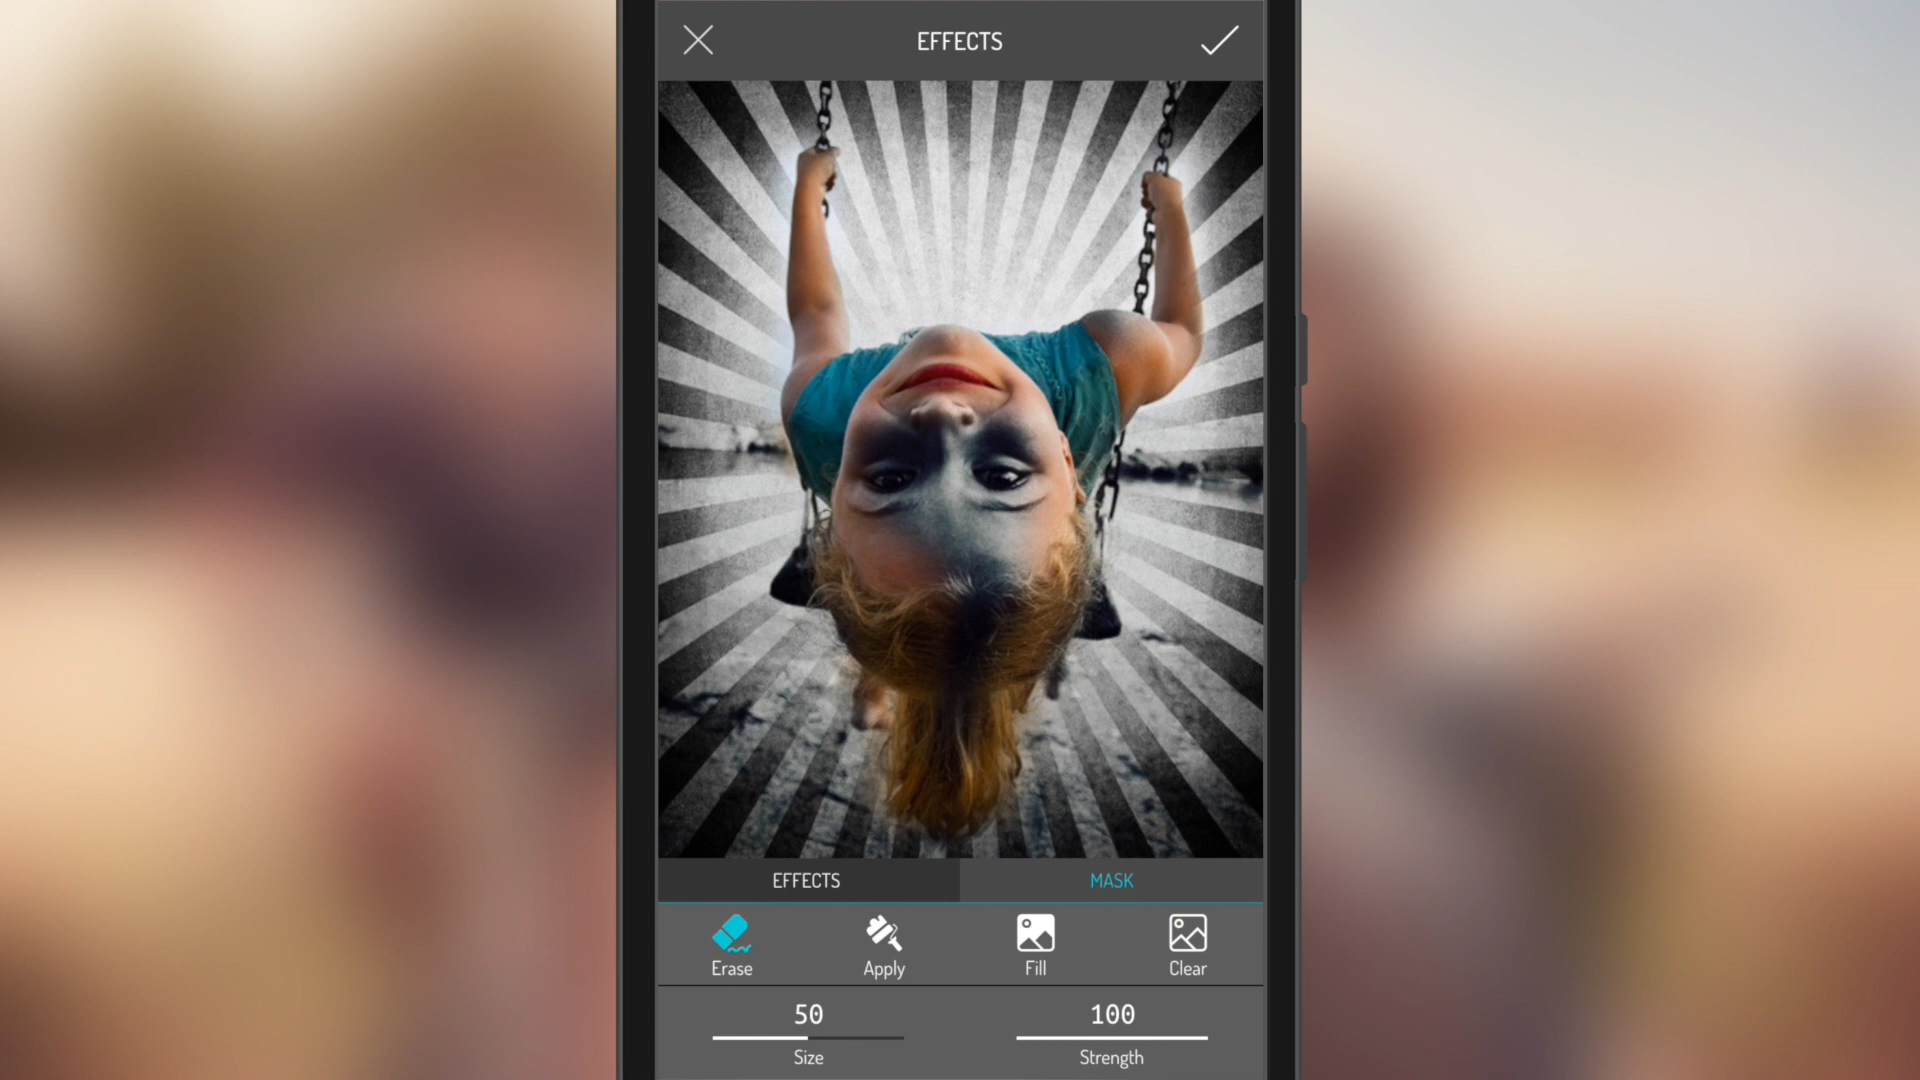 EFFECTS
EFFECTS
MASK
Erase
Apply
Fill
Clear
50
100
Size
Strength